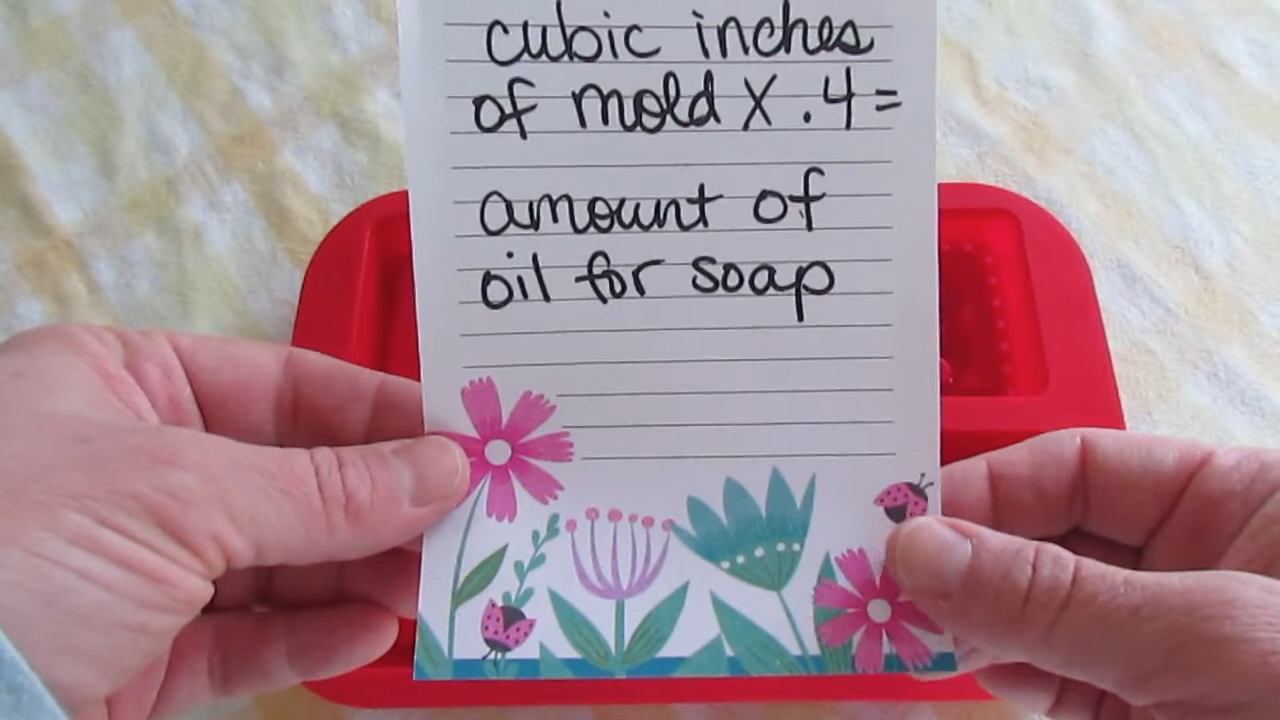 cubic inches
of mold X .4 =
amount of
oil for soap